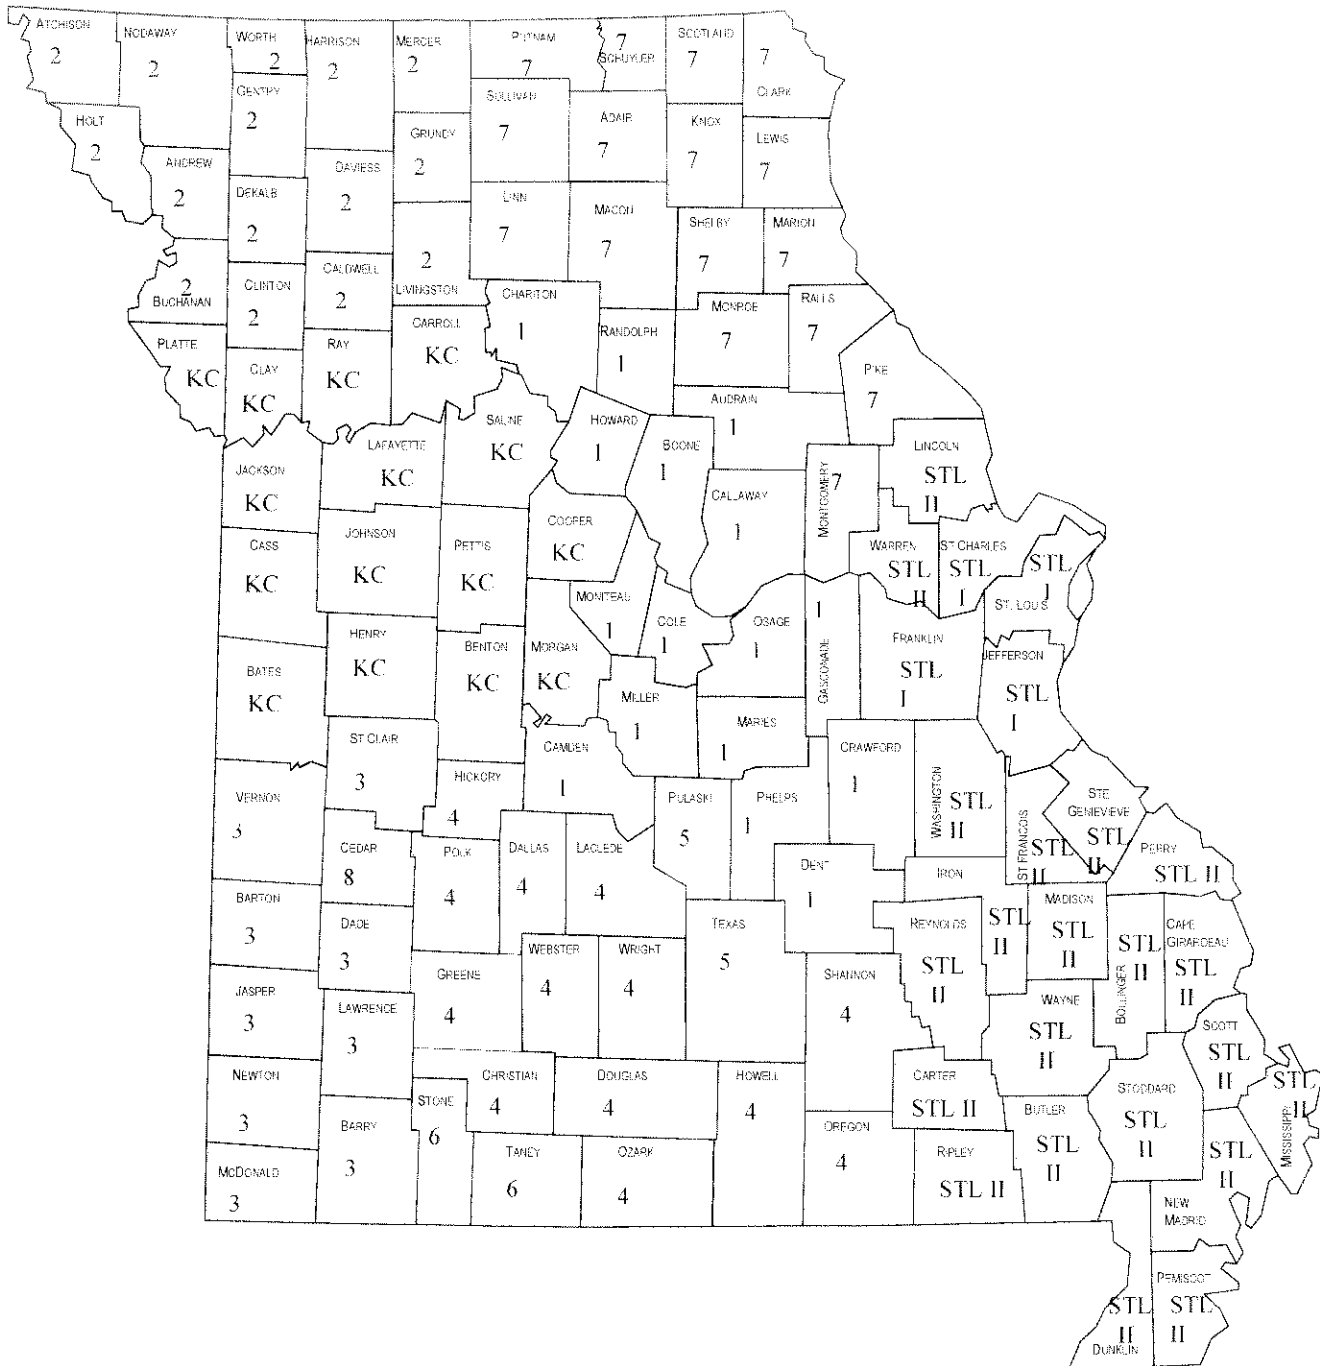 ATCHISON
2
NODAWAY
2
WORTH
2
HARRISON
2
MERCER
2
PUTNAM
7
7
SCHUYLER
SCOTLAND
7
7
CLARK
HOLT
2
GENTRY
2
SULLIVAN
7
ADAIR
7
KNOX
7
LEWIS
7
ANDREW
2
DEKALB
2
DAVIESS
2
GRUNDY
2
LINN
7
MACON
7
SHELBY
7
MARION
7
2
BUCHANAN
CLINTON
2
CALDWELL
2
2
LIVINGSTON
CHARITON
1
RANDOLPH
1
MONROE
7
RALLS
7
PLATTE
KC
CLAY
KC
RAY
KC
CARROLL
KC
PIKE
7
AUDRAIN
1
JACKSON
KC
LAFAYETTE
KC
SALINE
KC
HOWARD
1
BOONE
1
CALLAWAY
1
MONTGOMERY
7
LINCOLN
STL
II
CASS
KC
JOHNSON
KC
PETTIS
KC
COOPER
KC
WARREN
STL
II
ST CHARLES
STL
I
STL
I
ST. LOUIS
MONITEAU
1
COLE
1
OSAGE
1
1
GASCONADE
FRANKLIN
STL
I
JEFFERSON
STL
I
BATES
KC
HENRY
KC
BENTON
KC
MORGAN
KC
MILLER
1
MARIES
1
ST CLAIR
3
HICKORY
4
CAMDEN
1
PULASKI
5
PHELPS
1
CRAWFORD
1
WASHINGTON
STL
II
ST FRANCOIS
STL
II
STE
GENIEVIEVE
STL
II
PERRY
STL II
VERNON
3
CEDAR
8
POLK
4
DALLAS
4
LACLEDE
4
DENT
1
IRON
STL
II
MADISON
STL
II
BARTON
3
DADE
3
GREENE
4
WEBSTER
4
WRIGHT
4
TEXAS
5
SHANNON
4
REYNOLDS
STL
II
BOLLINGER
STL
II
CAPE
GIRARDEAU
STL
II
JASPER
3
LAWRENCE
3
WAYNE
STL
II
SCOTT
STL
II
STL
II
MISSISSIPPI
NEWTON
3
STONE
6
CHRISTIAN
4
DOUGLAS
4
HOWELL
4
CARTER
STL II
BUTLER
STL
II
STODDARD
STL
II
McDONALD
3
BARRY
3
TANEY
6
OZARK
4
OREGON
4
RIPLEY
STL II
STL
II
NEW
MADRID
STL
II
DUNKLIN
PEMISCOT
STL
II